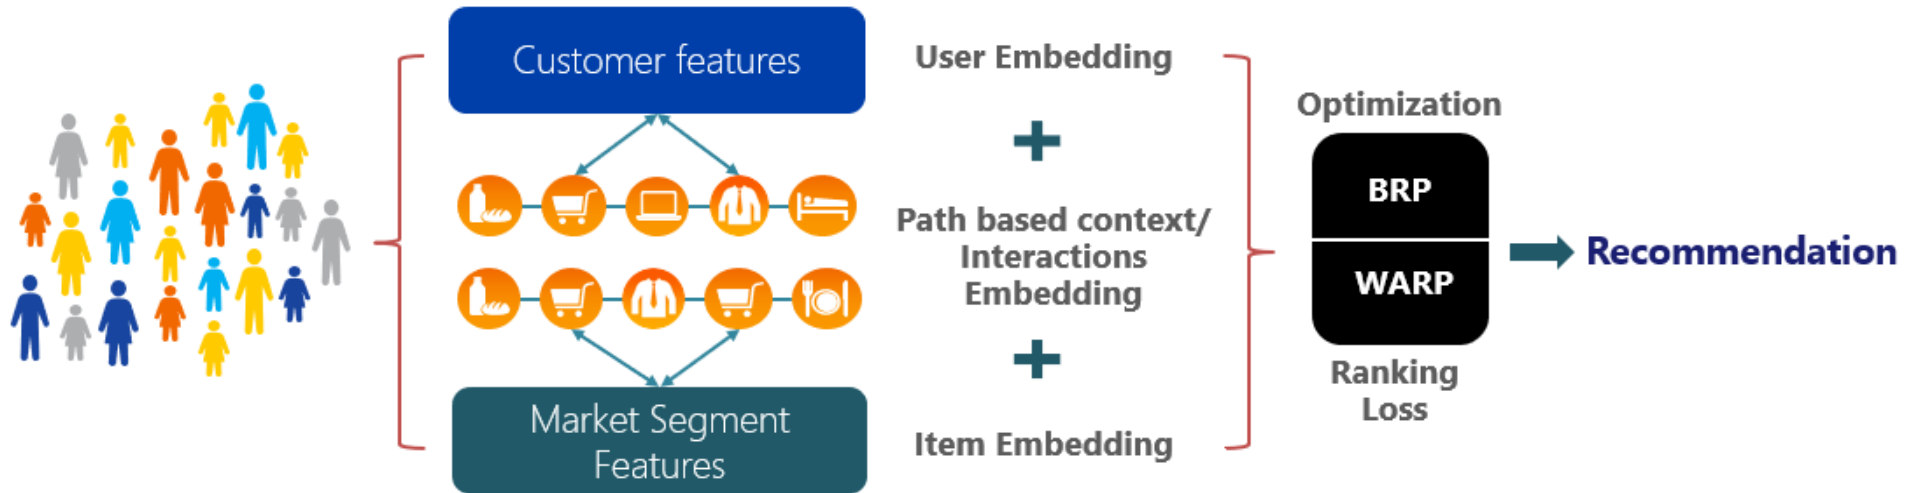 Customer features
Market Segment
Features
User Embedding
Path based context/
Interactions
Embedding
Item Embedding
Optimization
BRP
WARP
Ranking
Loss
Recommendation